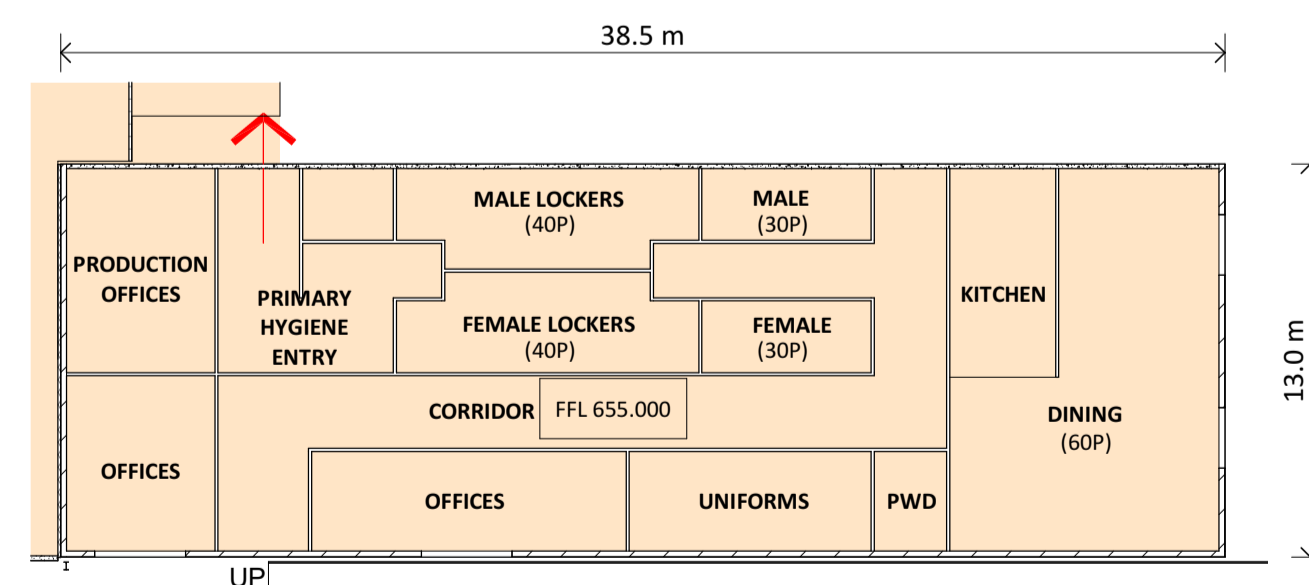 38.5 m
MALE LOCKERS
(40P)
MALE
(30P)
PRODUCTION
OFFICES
PRIMARY
HYGIENE
ENTRY
FEMALE LOCKERS
(40P)
FEMALE
(30P)
KITCHEN
13.0 m
CORRIDOR
FFL 655.000
DINING
(60P)
OFFICES
OFFICES
UNIFORMS
PWD
UP